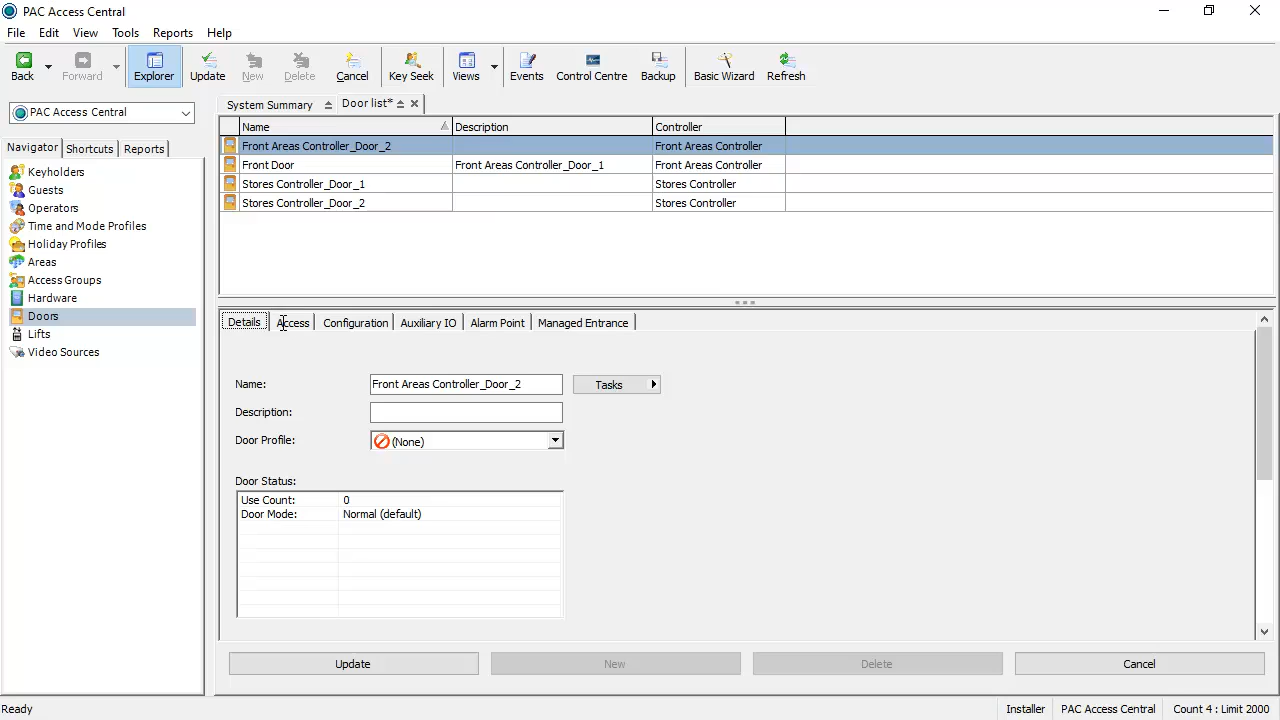 PAC Access Central
File Edit View Tools Reports Help
Back Forward Explorer Update New Delete Cancel Key Seek Views Events Control Centre Backup Basic Wizard Refresh
PAC Access Central
System Summary Door list*
Navigator Shortcuts Reports
Keyholders
Guests
Operators
Time and Mode Profiles
Holiday Profiles
Areas
Access Groups
Hardware
Doors
Lifts
Video Sources
Name Description Controller
Front Areas Controller_Door_2 Front Areas Controller
Front Door Front Areas Controller_Door_1 Front Areas Controller
Stores Controller_Door_1 Stores Controller
Stores Controller_Door_2 Stores Controller
Details Access Configuration Auxiliary IO Alarm Point Managed Entrance
Name: Front Areas Controller_Door_2 Tasks
Description:
Door Profile: (None)
Door Status:
Use Count: 0
Door Mode: Normal (default)
Update New Delete Cancel
Ready Installer PAC Access Central Count 4 : Limit 2000